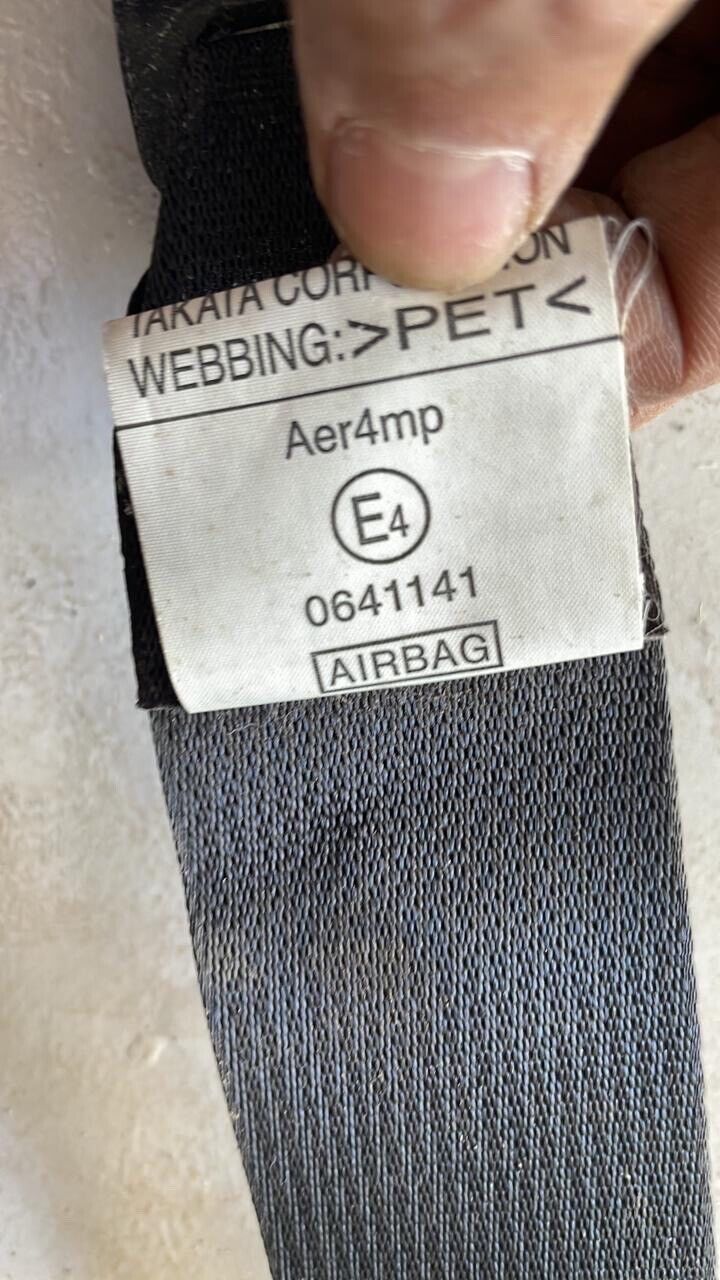 TAKATA
WEBBING:>PET<
Aer4mp
E4
0641141
AIRBAG